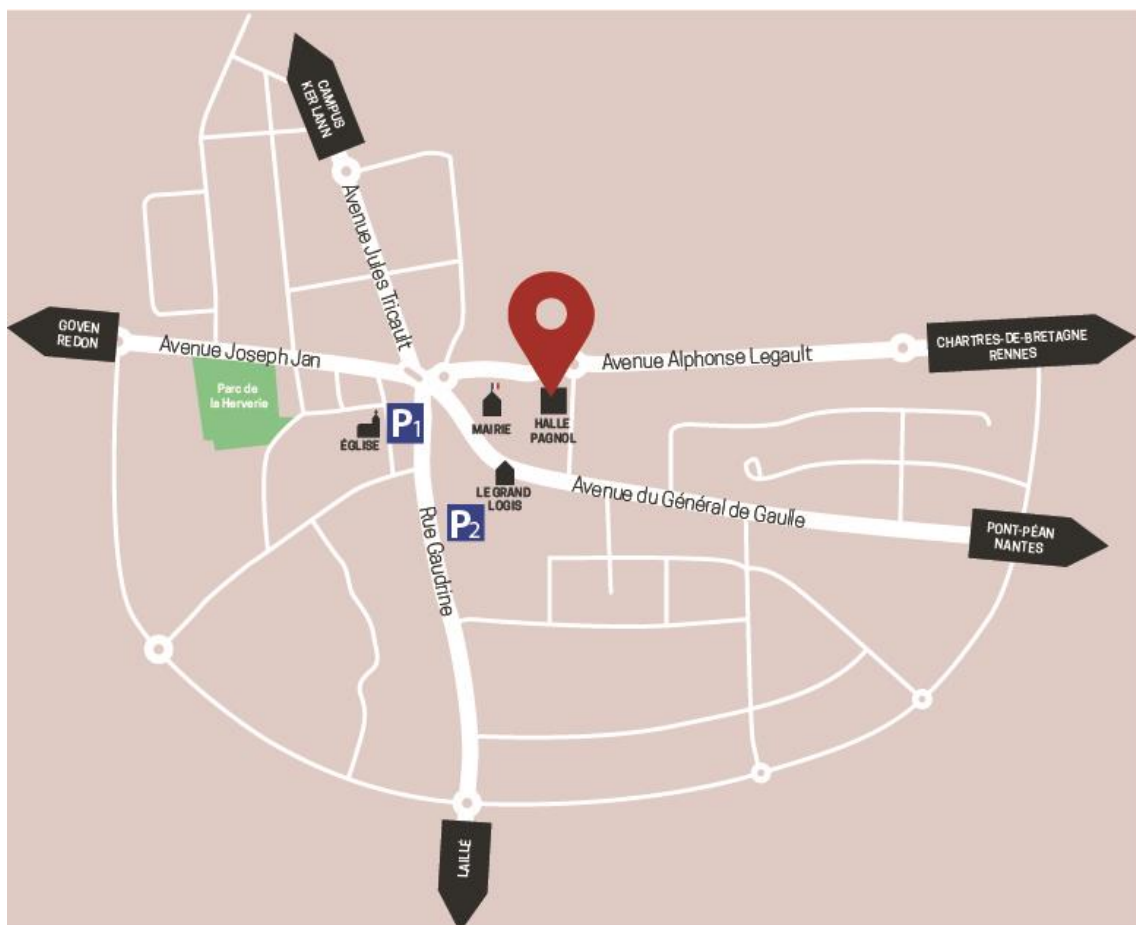 CAMPUS
KER LANN
Avenue Jules Tricault
GOVEN
REDON
Avenue Joseph Jan
Avenue Alphonse Legault
CHARTRES-DE-BRETAGNE
RENNES
Parc de
la Herverie
ÉGLISE
P1
MAIRIE
HALLE
PAGNOL
LE GRAND
LOGIS
Avenue du Général de Gaulle
P2
Rue Gaudrine
PONT-PÉAN
NANTES
LAILLÉ